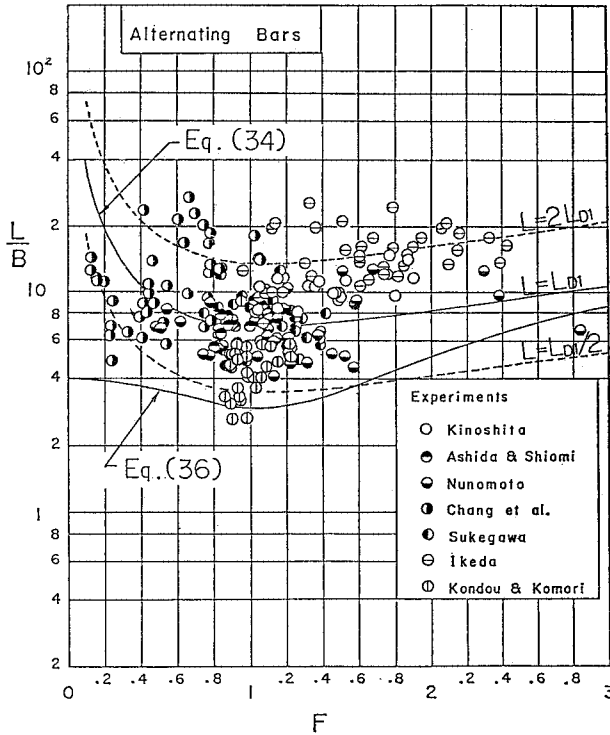 Alternating Bars
10²
8
6
4
2
10
8
6
4
2
1
8
6
4
2
L/B
Eq. (34)
L=2L_D1
L=L_D1
L=L_D1/2
Eq. (36)
Experiments
Kinoshita
Ashida & Shiomi
Nunomoto
Chang et al.
Sukegawa
Ikeda
Kondou & Komari
0 .2 .4 .6 .8 1 .2 .4 .6 .8 2 .2 .4 .6 .8 3
F